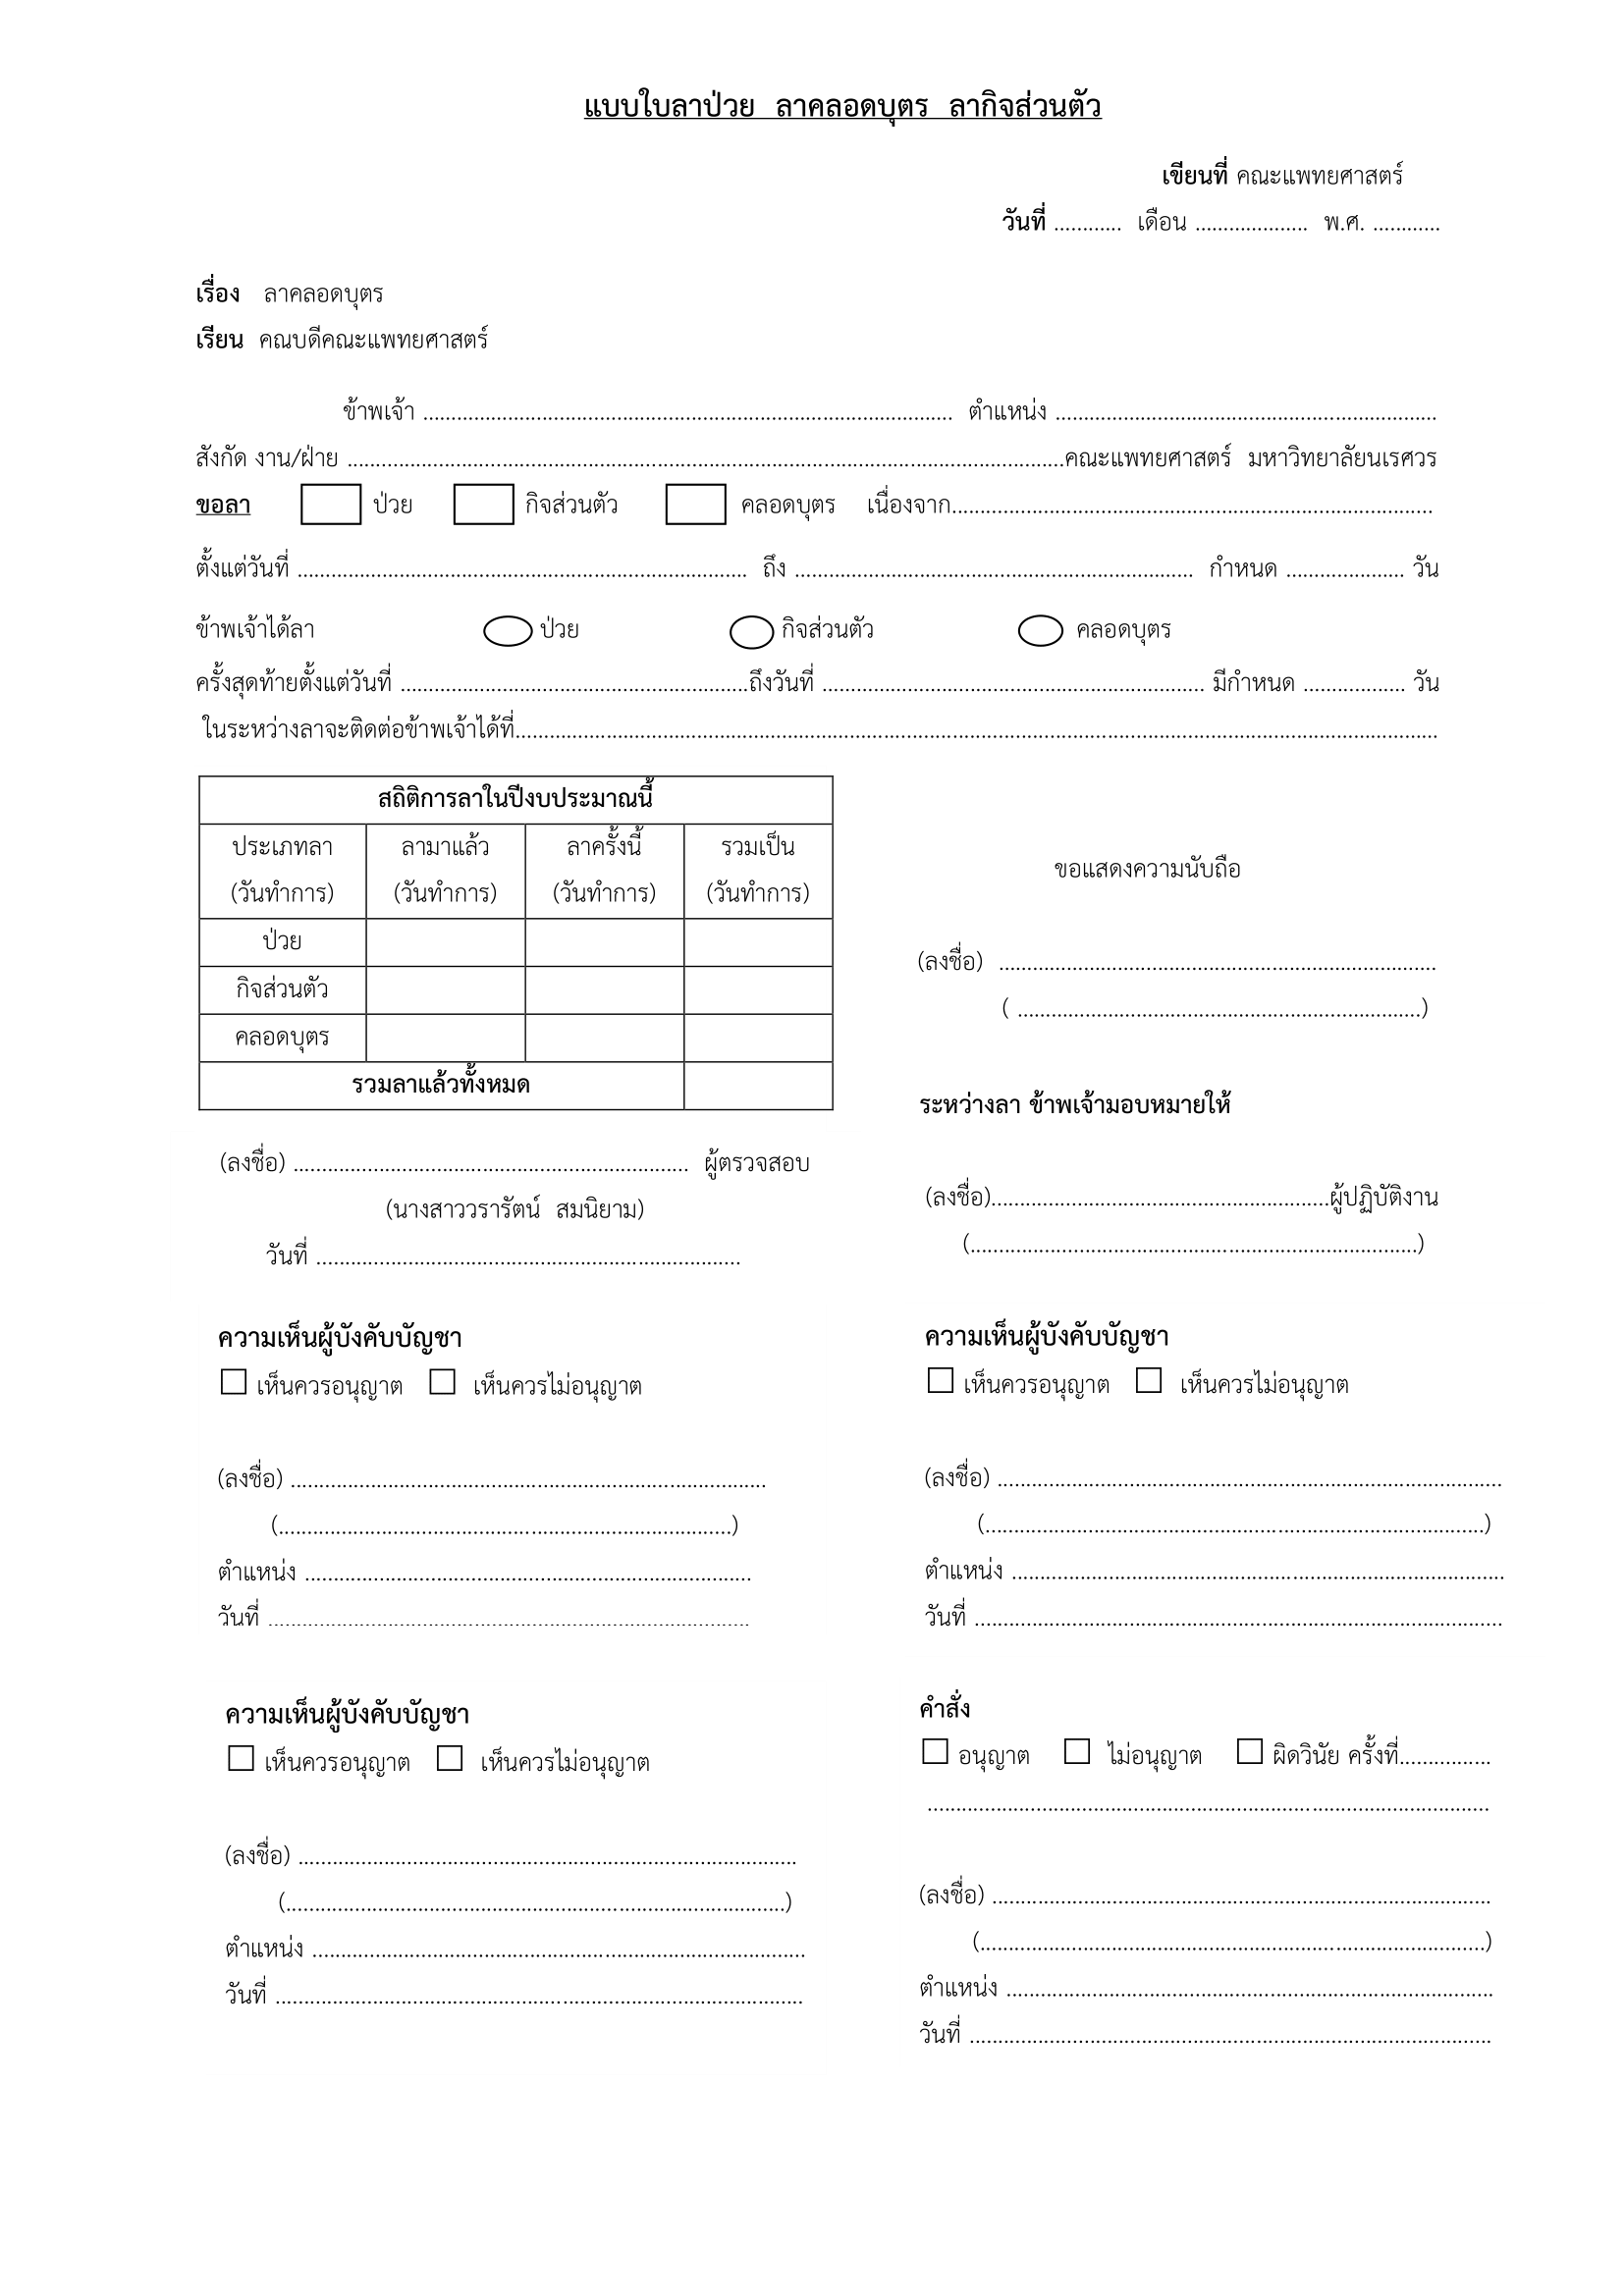 แบบใบลาป่วย ลาคลอดบุตร ลากิจส่วนตัว
เขียนที่ คณะแพทยศาสตร์
วันที่ ............ เดือน .................... พ.ศ. ............
เรื่อง ลาคลอดบุตร
เรียน คณบดีคณะแพทยศาสตร์
ข้าพเจ้า ........................................ ตำแหน่ง ........................................
สังกัด งาน/ฝ่าย ........................................คณะแพทยศาสตร์ มหาวิทยาลัยนเรศวร
ขอลา ป่วย กิจส่วนตัว คลอดบุตร เนื่องจาก........................................
ตั้งแต่วันที่ ........................................ ถึง ........................................ กำหนด .................... วัน
ข้าพเจ้าได้ลา ป่วย กิจส่วนตัว คลอดบุตร
ครั้งสุดท้ายตั้งแต่วันที่ ........................................ถึงวันที่ ........................................ มีกำหนด .................. วัน
ในระหว่างลาจะติดต่อข้าพเจ้าได้ที่........................................
สถิติการลาในปีงบประมาณนี้
ประเภทลา ลามาแล้ว ลาครั้งนี้ รวมเป็น
(วันทำการ) (วันทำการ) (วันทำการ) (วันทำการ)
ป่วย
กิจส่วนตัว
คลอดบุตร
รวมลาแล้วทั้งหมด
ขอแสดงความนับถือ
(ลงชื่อ) ........................................
( ........................................)
ระหว่างลา ข้าพเจ้ามอบหมายให้
(ลงชื่อ)........................................ผู้ปฏิบัติงาน
(........................................)
(ลงชื่อ) ........................................ ผู้ตรวจสอบ
(นางสาววรารัตน์ สมนิยาม)
วันที่ ........................................
ความเห็นผู้บังคับบัญชา
เห็นควรอนุญาต เห็นควรไม่อนุญาต
(ลงชื่อ) ........................................
(........................................)
ตำแหน่ง ........................................
วันที่ ........................................
ความเห็นผู้บังคับบัญชา
เห็นควรอนุญาต เห็นควรไม่อนุญาต
(ลงชื่อ) ........................................
(........................................)
ตำแหน่ง ........................................
วันที่ ........................................
ความเห็นผู้บังคับบัญชา
เห็นควรอนุญาต เห็นควรไม่อนุญาต
(ลงชื่อ) ........................................
(........................................)
ตำแหน่ง ........................................
วันที่ ........................................
คำสั่ง
อนุญาต ไม่อนุญาต ผิดวินัย ครั้งที่................
........................................
(ลงชื่อ) ........................................
(........................................)
ตำแหน่ง ........................................
วันที่ ........................................